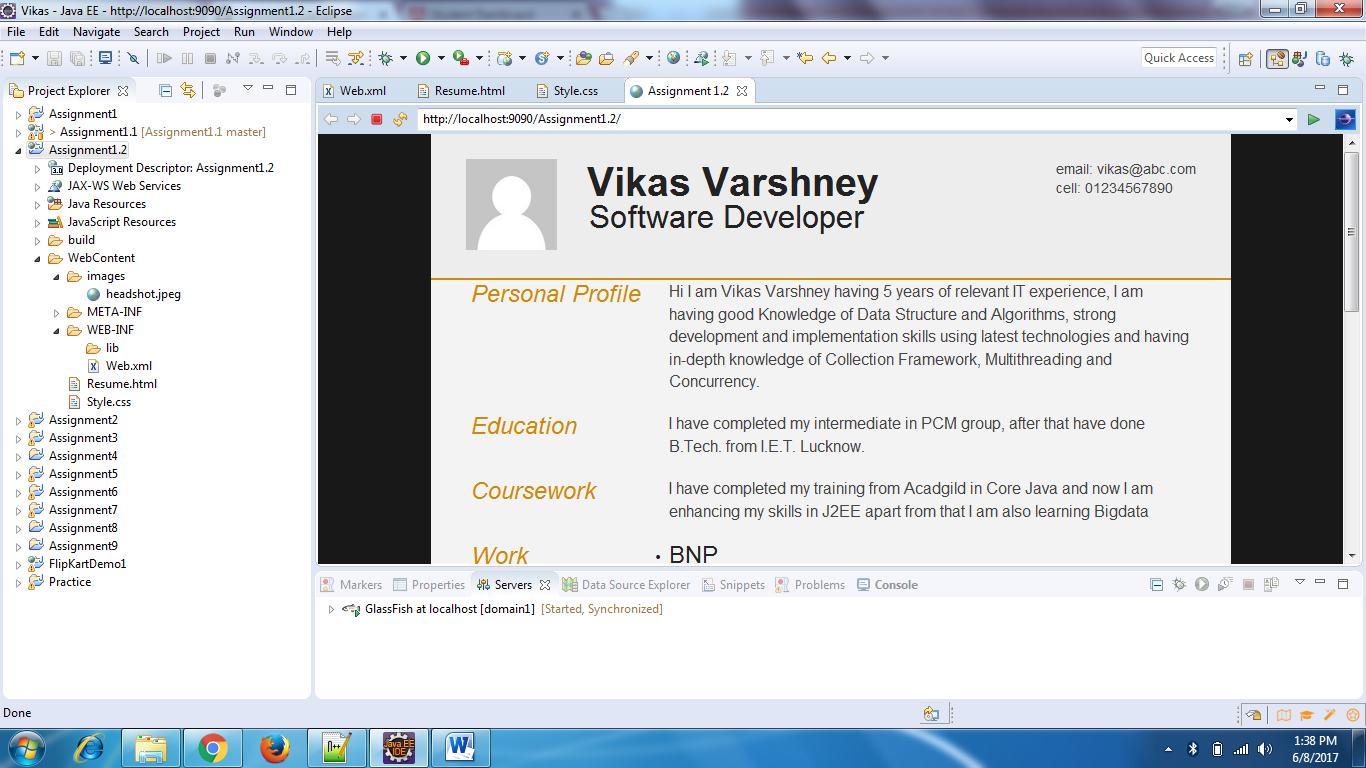 Vikas - Java EE - http://localhost:9090/Assignment1.2 - Eclipse
File Edit Navigate Search Project Run Window Help
Quick Access
Project Explorer
Assignment1
> Assignment1.1 [Assignment1.1 master]
Assignment1.2
Deployment Descriptor: Assignment1.2
JAX-WS Web Services
Java Resources
JavaScript Resources
build
WebContent
images
headshot.jpeg
META-INF
WEB-INF
lib
Web.xml
Resume.html
Style.css
Assignment2
Assignment3
Assignment4
Assignment5
Assignment6
Assignment7
Assignment8
Assignment9
FlipKartDemo1
Practice
Web.xml Resume.html Style.css Assignment 1.2
http://localhost:9090/Assignment1.2/
Vikas Varshney
Software Developer
email: vikas@abc.com
cell: 01234567890
Personal Profile
Hi I am Vikas Varshney having 5 years of relevant IT experience, I am
having good Knowledge of Data Structure and Algorithms, strong
development and implementation skills using latest technologies and having
in-depth knowledge of Collection Framework, Multithreading and
Concurrency.
Education
I have completed my intermediate in PCM group, after that have done
B.Tech. from I.E.T. Lucknow.
Coursework
I have completed my training from Acadgild in Core Java and now I am
enhancing my skills in J2EE apart from that I am also learning Bigdata
Work
• BNP
Markers Properties Servers Data Source Explorer Snippets Problems Console
GlassFish at localhost [domain1] [Started, Synchronized]
Done
Java EE
IDE
1:38 PM
6/8/2017